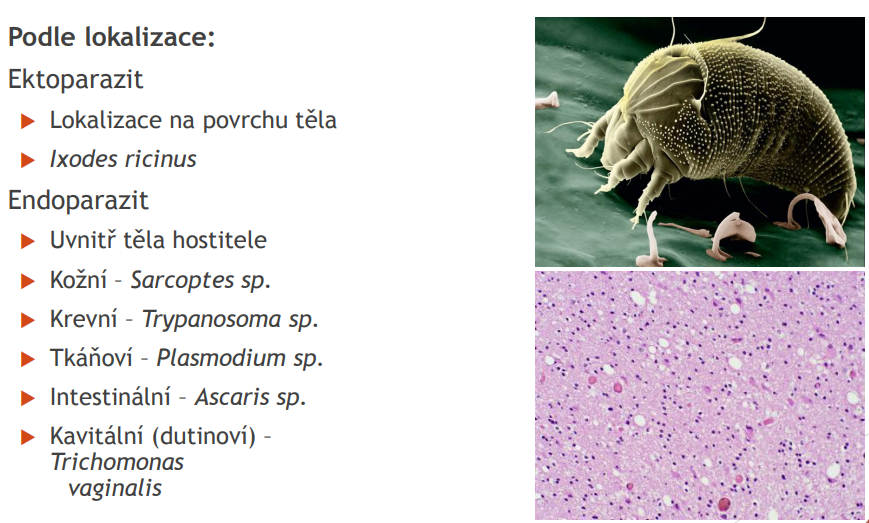 Podle lokalizace:
Ektoparazit
Lokalizace na povrchu těla
Ixodes ricinus
Endoparazit
Uvnitř těla hostitele
Kožní – Sarcoptes sp.
Krevní – Trypanosoma sp.
Tkáňoví – Plasmodium sp.
Intestinální – Ascaris sp.
Kavitální (dutinoví) –
Trichomonas
vaginalis